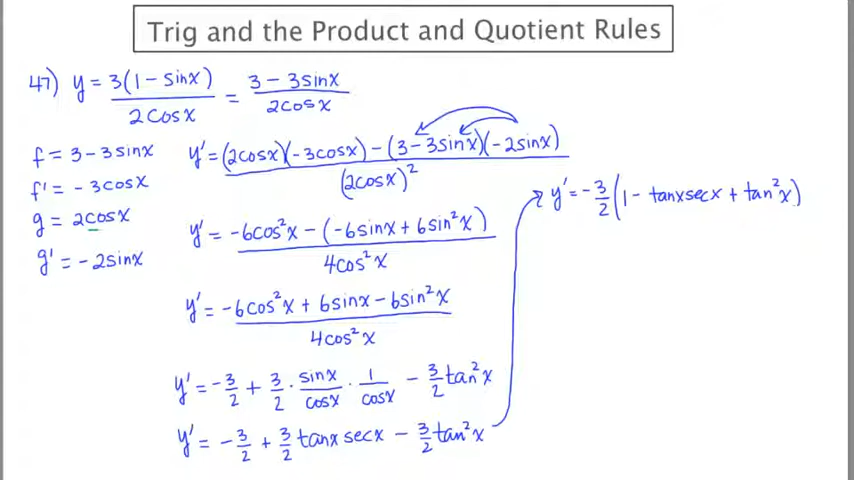 Trig and the Product and Quotient Rules
47) y = 3(1 - sinx) / 2cosx = 3 - 3sinx / 2cosx
f = 3 - 3sinx
f' = -3cosx
g = 2cosx
g' = -2sinx
y' = (2cosx)(-3cosx) - (3 - 3sinx)(-2sinx) / (2cosx)²
y' = -6cos²x - (-6sinx + 6sin²x) / 4cos²x
y' = -6cos²x + 6sinx - 6sin²x / 4cos²x
y' = -3/2 + 3/2 · sinx/cosx · 1/cosx - 3/2 tan²x
y' = -3/2 + 3/2 tanx secx - 3/2 tan²x
y' = -3/2 (1 - tanxsecx + tan²x)